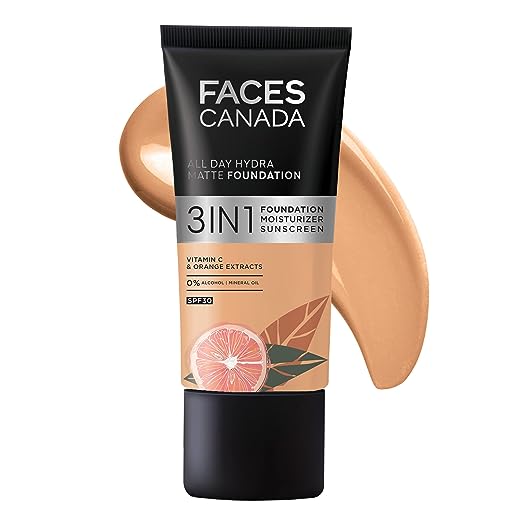 FACES
CANADA
ALL DAY HYDRA
MATTE FOUNDATION
3IN1
FOUNDATION
MOISTURIZER
SUNSCREEN
VITAMIN C
& ORANGE EXTRACTS
0% ALCOHOL | MINERAL OIL
SPF30